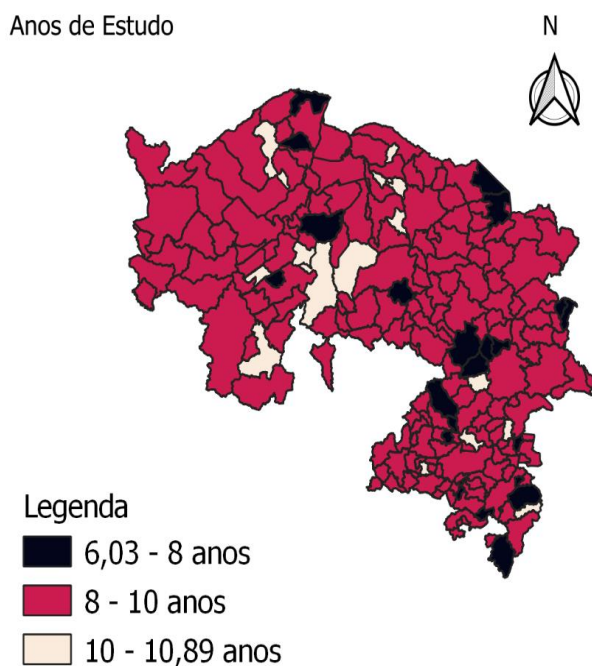 Anos de Estudo
N
Legenda
6,03 - 8 anos
8 - 10 anos
10 - 10,89 anos